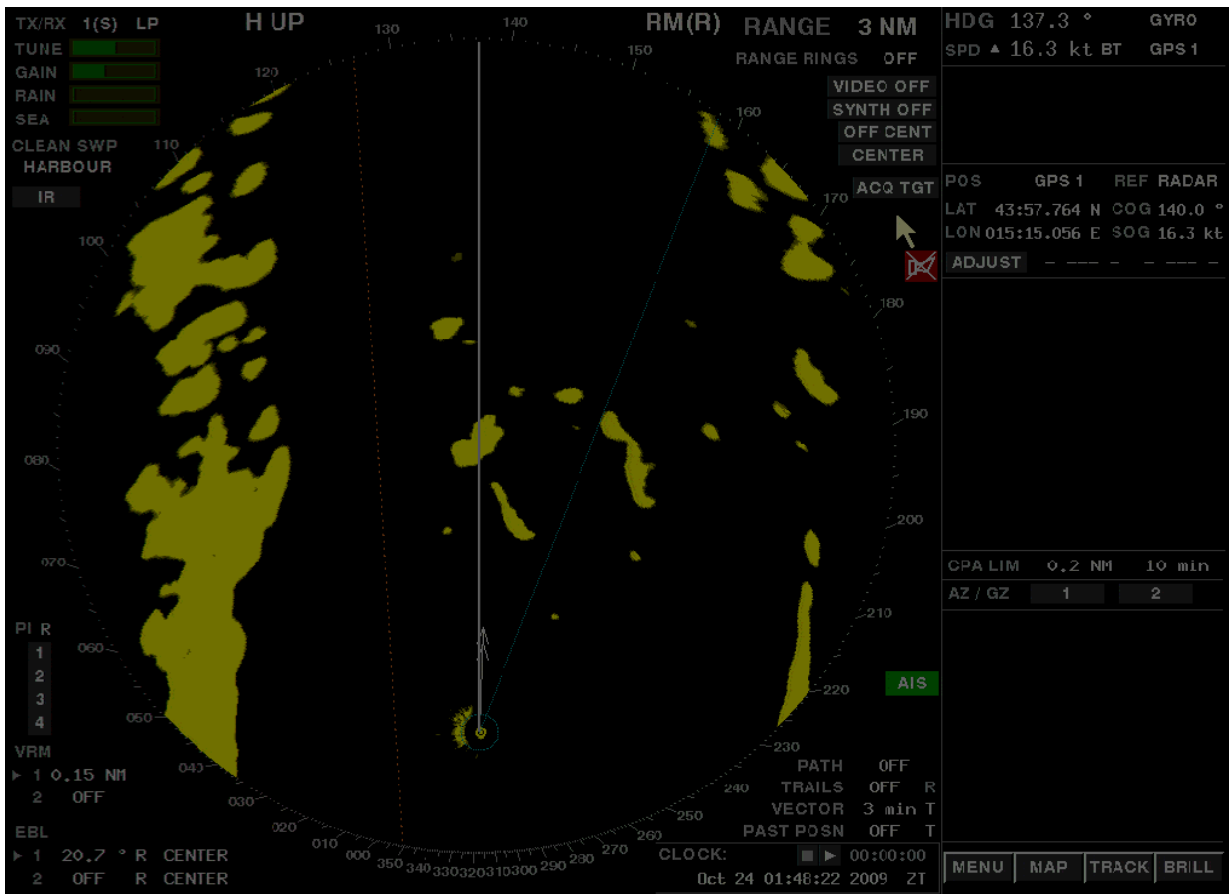 TX/RX 1(S) LP
TUNE
GAIN
RAIN
SEA
CLEAN SWP
HARBOUR
IR
H UP
RM(R)
RANGE 3 NM
RANGE RINGS OFF
VIDEO OFF
SYNTH OFF
OFF CENT
CENTER
ACQ TGT
HDG 137.3 ° GYRO
SPD 16.3 kt BT GPS 1
POS GPS 1 REF RADAR
LAT 43:57.764 N COG 140.0 °
LON 015:15.056 E SOG 16.3 kt
ADJUST – – –– – – – –– –
CPA LIM 0.2 NM 10 min
AZ / GZ 1 2
130
140
150
160
170
180
190
200
210
220
230
240
250
260
270
280
290
300
310
320
330
340
350
000
010
020
030
040
050
060
070
080
090
100
110
120
PI R
1
2
3
4
VRM
1 0.15 NM
2 OFF
EBL
1 20.7 ° R CENTER
2 OFF R CENTER
AIS
PATH OFF
TRAILS OFF R
VECTOR 3 min T
PAST POSN OFF T
CLOCK: 00:00:00
Oct 24 01:48:22 2009 ZT
MENU MAP TRACK BRILL